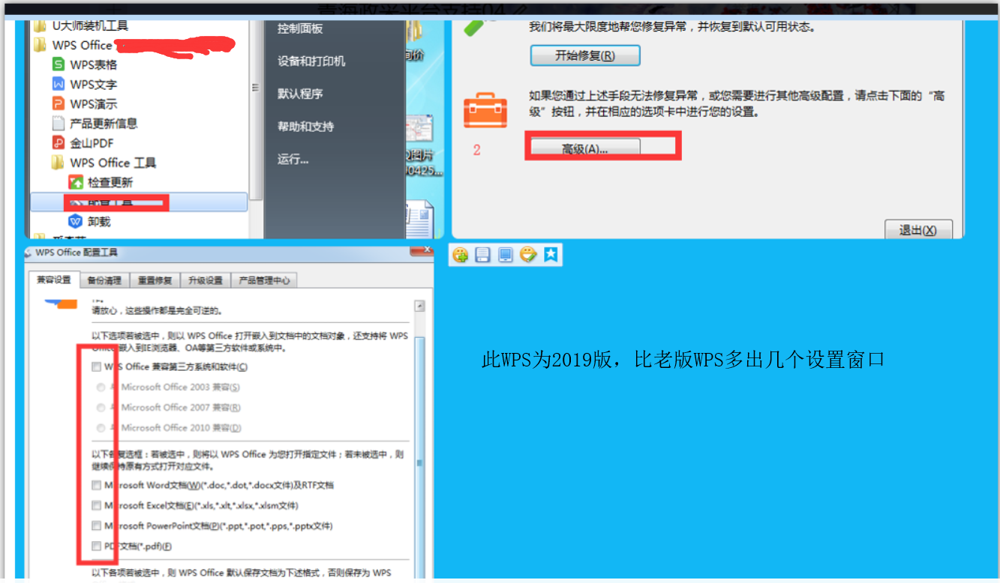 U大师装机工具
WPS Office
WPS表格
WPS文字
WPS演示
产品更新信息
金山PDF
WPS Office 工具
检查更新
配置工具
卸载
控制面板
设备和打印机
默认程序
帮助和支持
运行...
我们将最大限度地帮您修复异常，并恢复到默认可用状态。
开始修复(R)
如果您通过上述手段无法修复异常，或您需要进行其他高级配置，请点击下面的“高
级”按钮，并在相应的选项卡中进行您的设置。
2
高级(A)...
退出(X)
WPS Office 配置工具
兼容设置 备份清理 重置修复 升级设置 产品管理中心
请放心，这些操作都是完全可逆的。
以下选项若被选中，则以 WPS Office 打开嵌入到文档中的文档对象，还支持将 WPS
Office 嵌入到IE浏览器、OA等第三方软件或系统中。
WPS Office 兼容第三方系统和软件(C)
Microsoft Office 2003 兼容(S)
Microsoft Office 2007 兼容(R)
Microsoft Office 2010 兼容(D)
以下各复选框：若被选中，则将以 WPS Office 为您打开指定文件；若未被选中，则
继续保持原有方式打开对应文件。
Microsoft Word文档(W)(*.doc,*.dot,*.docx文件)及RTF文档
Microsoft Excel文档(E)(*.xls,*.xlt,*.xlsx,*.xlsm文件)
Microsoft PowerPoint文档(P)(*.ppt,*.pot,*.pps,*.pptx文件)
PDF文档(*.pdf)(F)
以下各项若被选中，则 WPS Office 默认保存文档为下述格式，否则保存为 WPS
此WPS为2019版，比老版WPS多出几个设置窗口